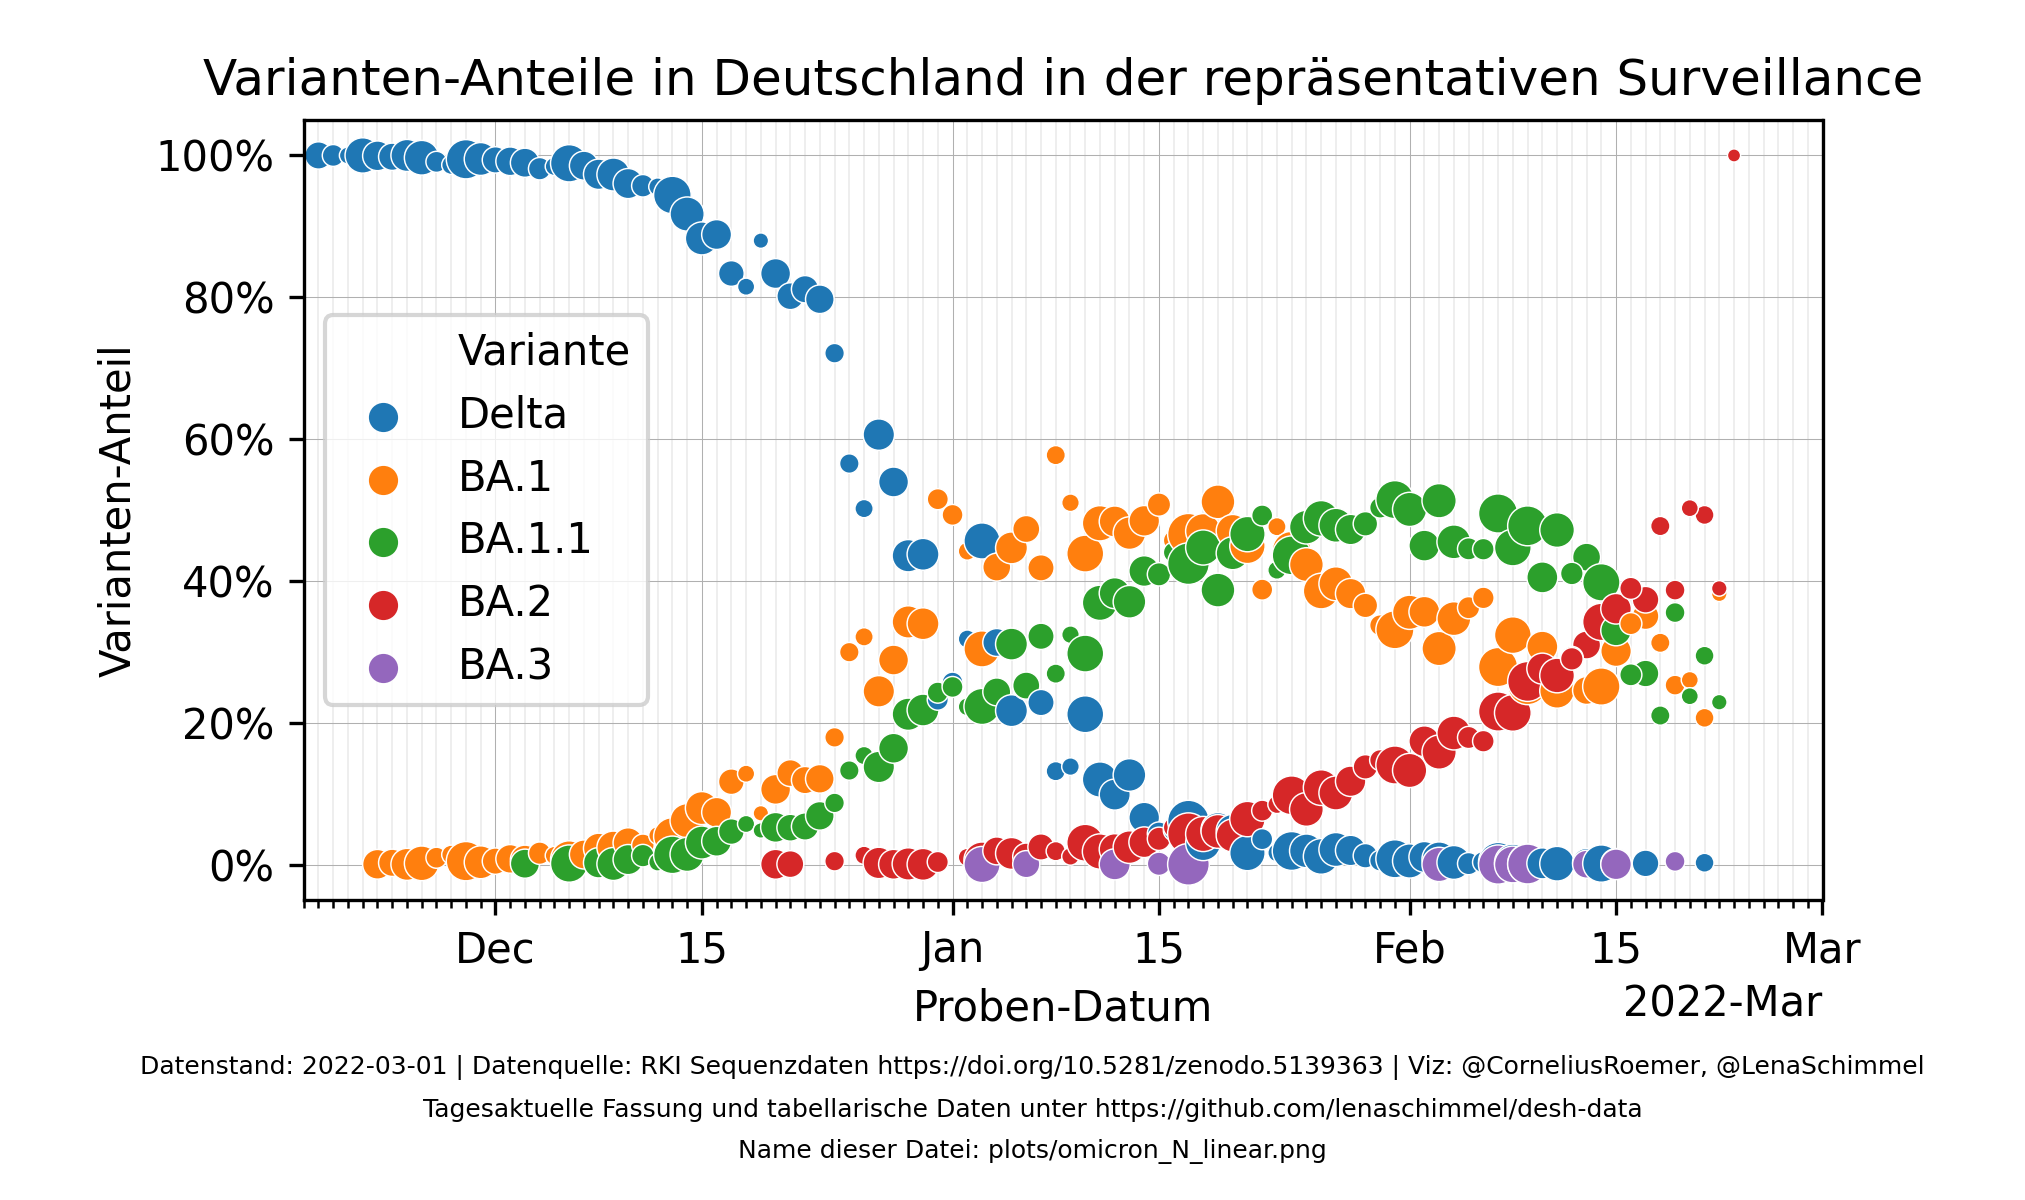 Varianten-Anteile in Deutschland in der repräsentativen Surveillance
100%
80%
60%
40%
20%
0%
Varianten-Anteil
Variante
Delta
BA.1
BA.1.1
BA.2
BA.3
Dec 15 Jan 15 Feb 15 Mar
Proben-Datum
2022-Mar
Datenstand: 2022-03-01 | Datenquelle: RKI Sequenzdaten https://doi.org/10.5281/zenodo.5139363 | Viz: @CorneliusRoemer, @LenaSchimmel
Tagesaktuelle Fassung und tabellarische Daten unter https://github.com/lenaschimmel/desh-data
Name dieser Datei: plots/omicron_N_linear.png